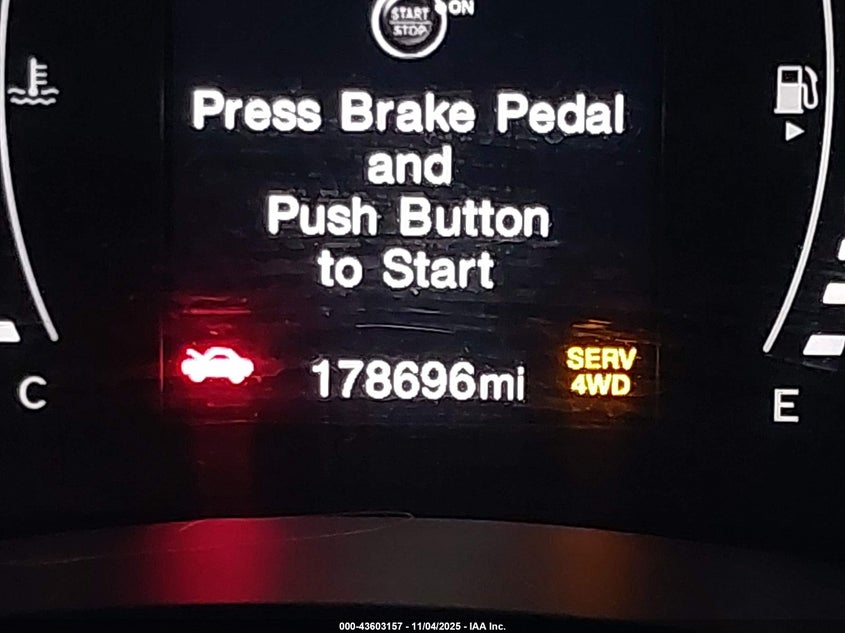 START
STOP
ON
Press Brake Pedal
and
Push Button
to Start
178696mi
SERV
4WD
C
E
000-43603157 - 11/04/2025 - IAA Inc.